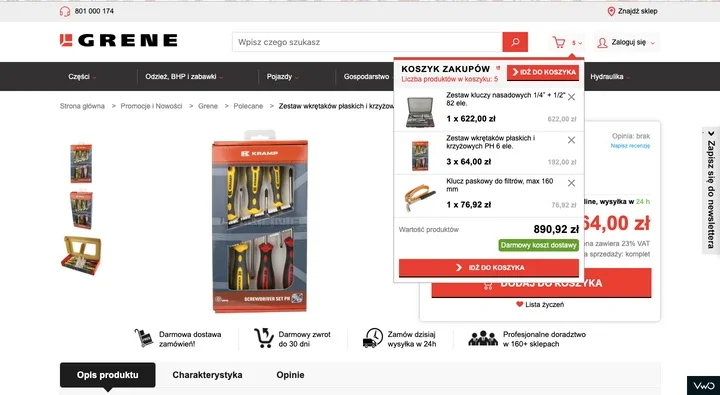 801 000 174
Znajdź sklep
GRENE
Wpisz czego szukasz
5
Zaloguj się
Części
Odzież, BHP i zabawki
Pojazdy
Gospodarstwo
Hydraulika
KOSZYK ZAKUPÓW
Liczba produktów w koszyku: 5
IDŹ DO KOSZYKA
Zestaw kluczy nasadowych 1/4" + 1/2"
82 ele.
1 x 622,00 zł
622,00 zł
Zestaw wkrętaków płaskich i
krzyżowych PH 6 ele.
3 x 64,00 zł
192,00 zł
Klucz paskowy do filtrów, max 160
mm
1 x 76,92 zł
76,92 zł
Wartość produktów
890,92 zł
Darmowy koszt dostawy
IDŹ DO KOSZYKA
Strona główna > Promocje i Nowości > Grene > Polecane > Zestaw wkrętaków płaskich i krzyżow
KRAMP
SCREWDRIVER SET PH
Opinia: brak
Napisz recenzję
nline, wysyłka w 24 h
64,00 zł
na zawiera 23% VAT
sprzedaży: komplet
DODAJ DO KOSZYKA
Lista życzeń
Zapisz się do newslettera
Darmowa dostawa
zamówień!
Darmowy zwrot
do 30 dni
Zamów dzisiaj
wysyłka w 24h
Profesjonalne doradztwo
w 160+ sklepach
Opis produktu
Charakterystyka
Opinie
VWO